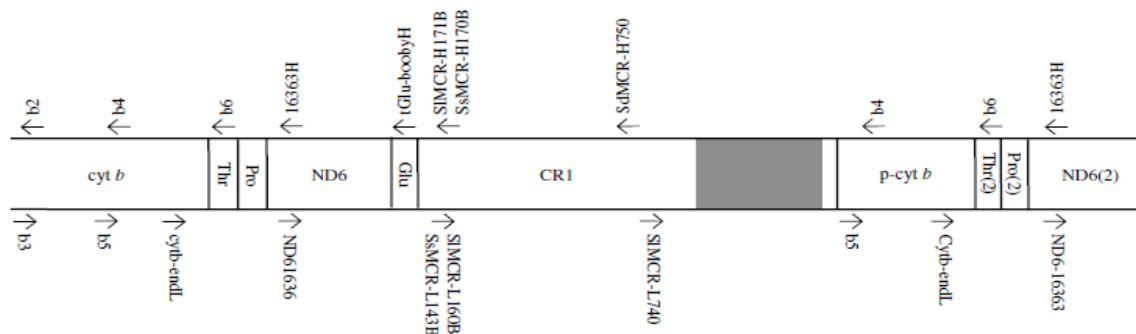 b2
b4
b6
16393H
tGlu-boobyH
SlMCR-H171B
SsMCR-H170B
SdMCR-H750
b4
b6
16393H
cyt b
Thr
Pro
ND6
Glu
CR1
p-cyt b
Thr(2)
Pro(2)
ND6(2)
b3
b5
cytb-endL
ND61636
SsMCR-L143B
SlMCR-L160B
SlMCR-L740
b5
Cytb-endL
ND6-16363